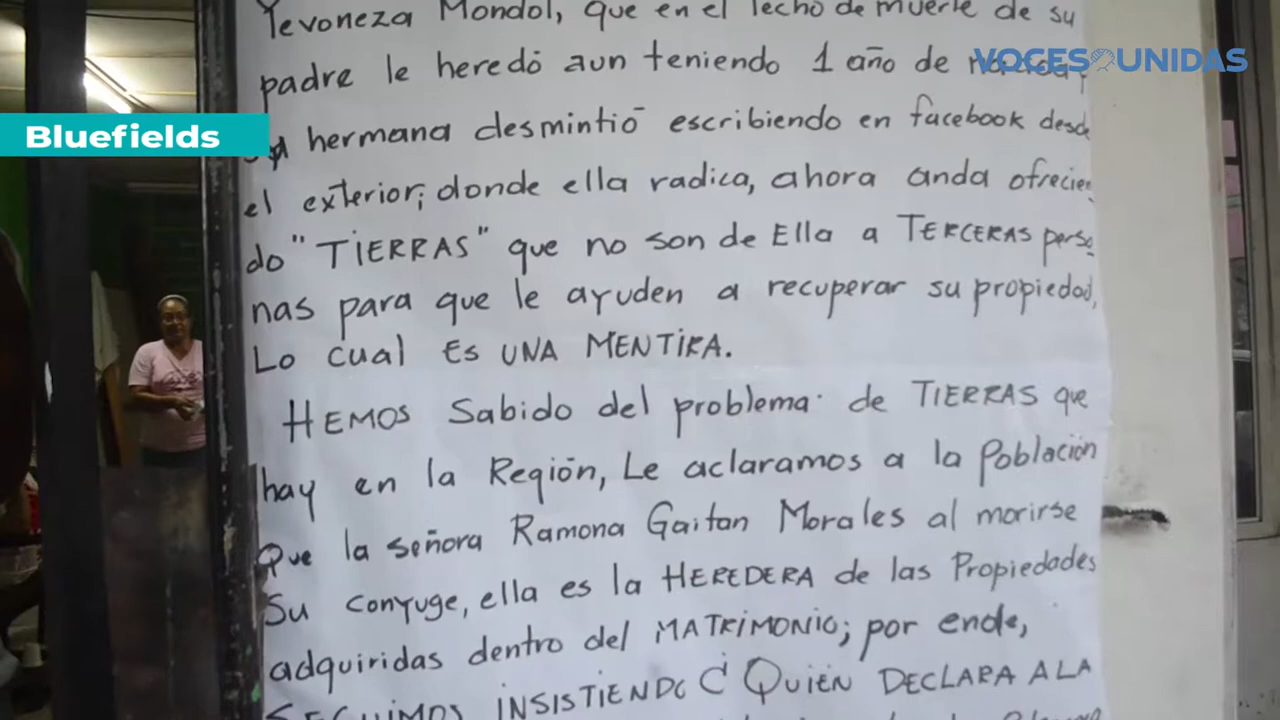 Yevoneza Mondol, que en el lecho de muerte de su
VOCES UNIDAS
padre le heredó aun teniendo 1 año de
Bluefields
hermana desmintió escribiendo en facebook desde
el exterior; donde ella radica, ahora anda ofrecien
do "TIERRAS" que no son de Ella a TERCERAS perso
nas para que le ayuden a recuperar su propiedad,
Lo cual Es UNA MENTIRA.
HEMOS Sabido del problema de TIERRAS que
hay en la Región, Le aclaramos a la Población
Que la señora Ramona Gaitan Morales al morirse
Su conyuge, ella es la HEREDERA de las Propiedades
adquiridas dentro del MATRIMONIO; por ende,
SEGUIMOS INSISTIENDO ¿ QUIÉN DECLARA A LA